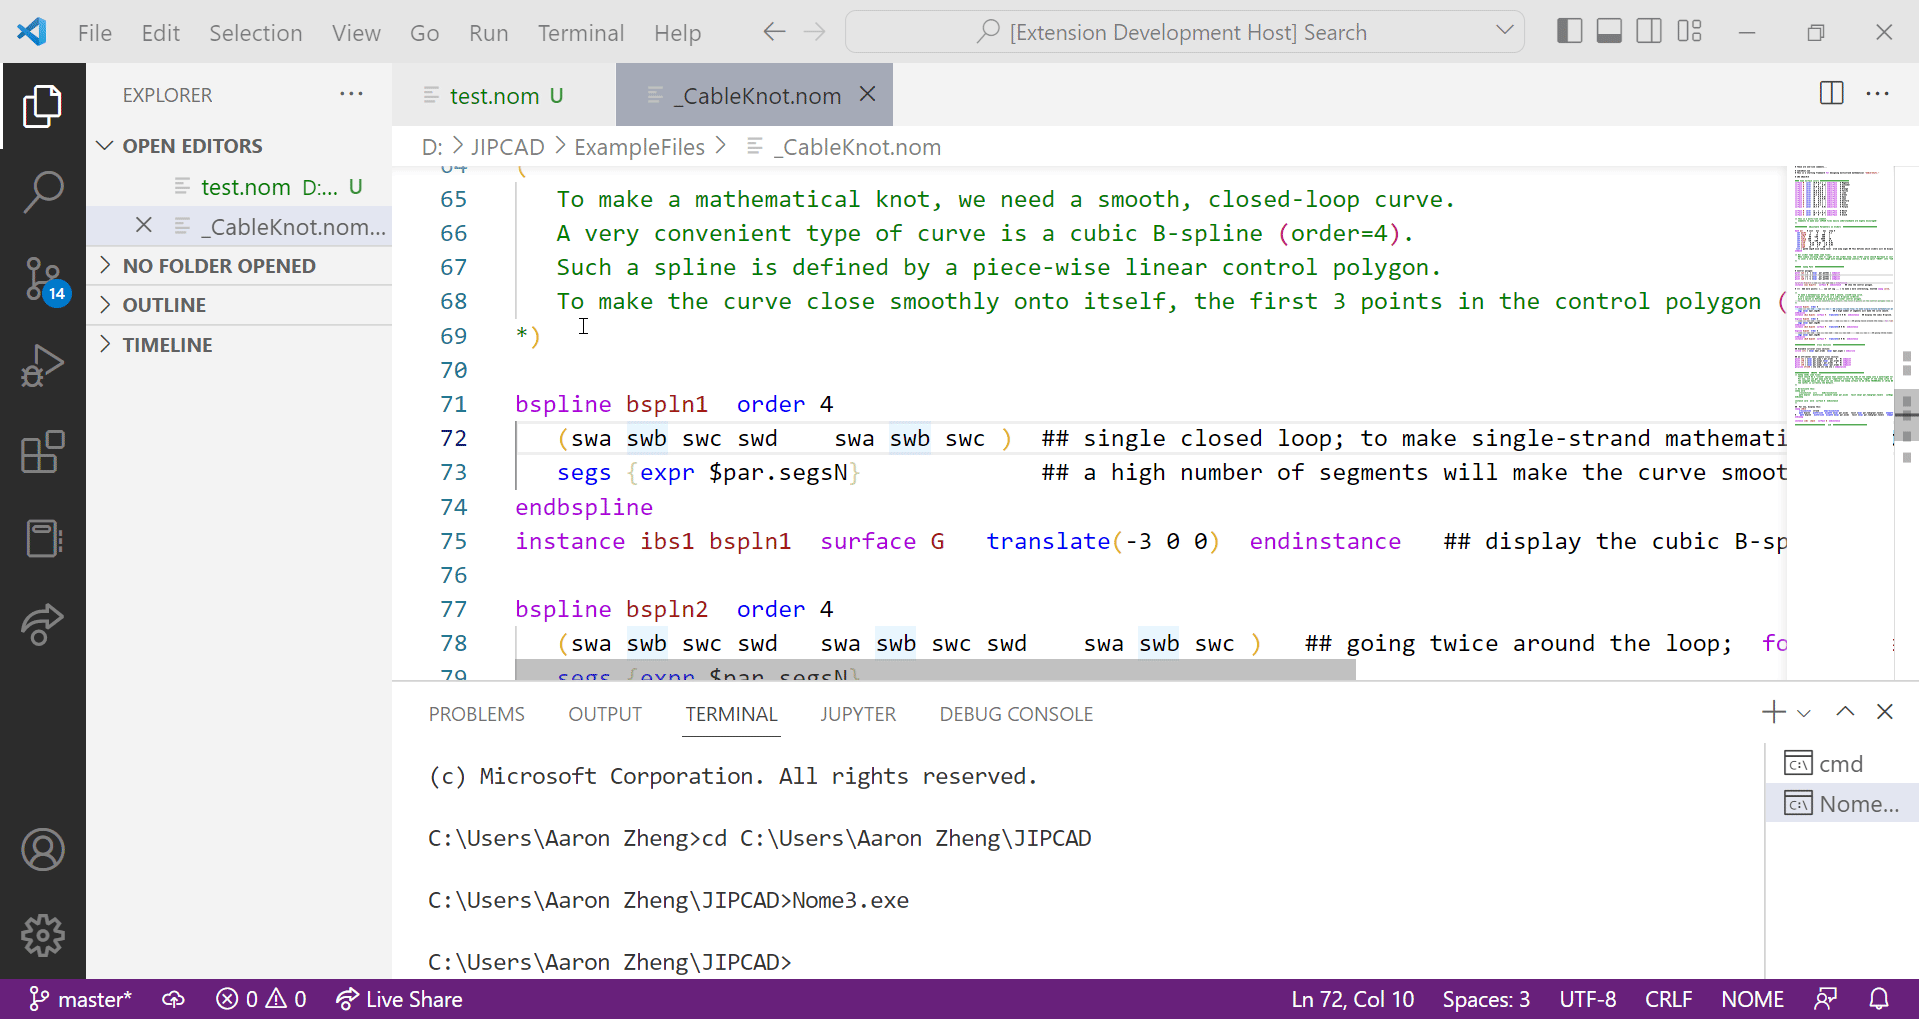 File Edit Selection View Go Run Terminal Help [Extension Development Host] Search
EXPLORER
OPEN EDITORS
test.nom D:... U
_CableKnot.nom...
NO FOLDER OPENED
OUTLINE
TIMELINE
14
test.nom U
_CableKnot.nom
D: > JIPCAD > ExampleFiles > _CableKnot.nom
64 (
65 To make a mathematical knot, we need a smooth, closed-loop curve.
66 A very convenient type of curve is a cubic B-spline (order=4).
67 Such a spline is defined by a piece-wise linear control polygon.
68 To make the curve close smoothly onto itself, the first 3 points in the control polygon (
69 *)
70
71 bspline bspln1 order 4
72 (swa swb swc swd swa swb swc ) ## single closed loop; to make single-strand mathemati
73 segs {expr $par.segsN} ## a high number of segments will make the curve smoot
74 endbspline
75 instance ibs1 bspln1 surface G translate(-3 0 0) endinstance ## display the cubic B-sp
76
77 bspline bspln2 order 4
78 (swa swb swc swd swa swb swc swd swa swb swc ) ## going twice around the loop; fo
79 segs {expr $par.segsN}
PROBLEMS OUTPUT TERMINAL JUPYTER DEBUG CONSOLE
(c) Microsoft Corporation. All rights reserved.
C:\Users\Aaron Zheng>cd C:\Users\Aaron Zheng\JIPCAD
C:\Users\Aaron Zheng\JIPCAD>Nome3.exe
C:\Users\Aaron Zheng\JIPCAD>
cmd
Nome...
master* 0 0 Live Share Ln 72, Col 10 Spaces: 3 UTF-8 CRLF NOME